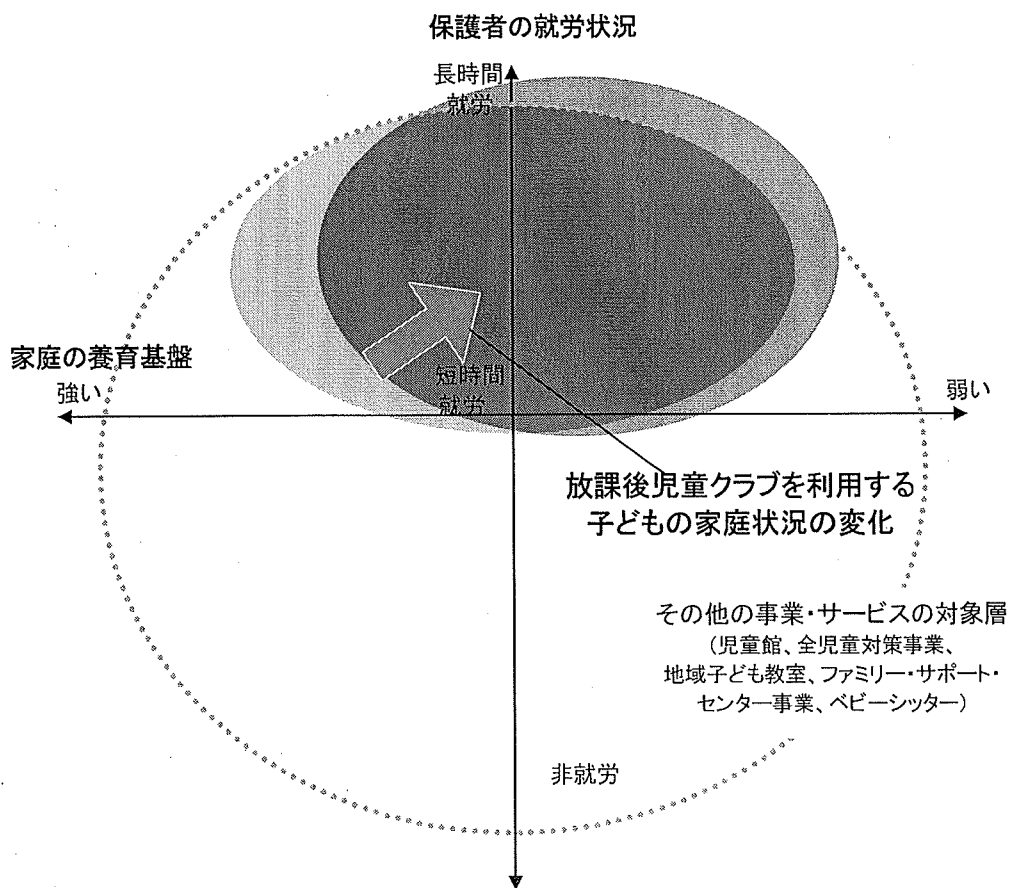 保護者の就労状況
長時間
就労
家庭の養育基盤
強い
短時間
就労
弱い
放課後児童クラブを利用する
子どもの家庭状況の変化
その他の事業・サービスの対象層
(児童館、全児童対策事業、
地域子ども教室、ファミリー・サポート・
センター事業、ベビーシッター)
非就労